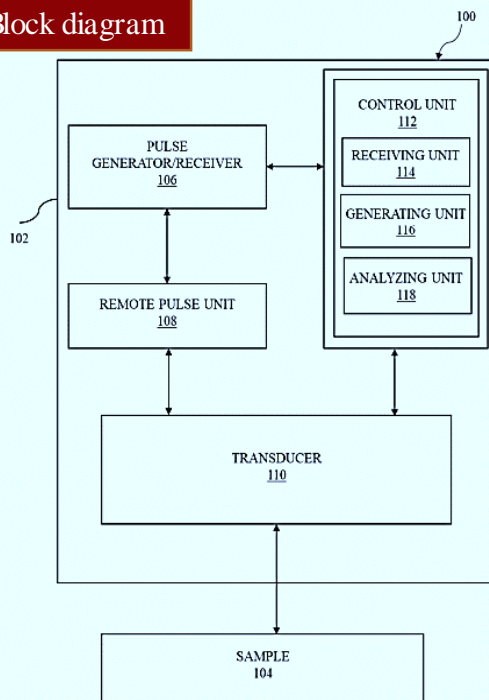 Block diagram
100
CONTROL UNIT
112
RECEIVING UNIT
114
GENERATING UNIT
116
ANALYZING UNIT
118
PULSE
GENERATOR/RECEIVER
106
102
REMOTE PULSE UNIT
108
TRANSDUCER
110
SAMPLE
104